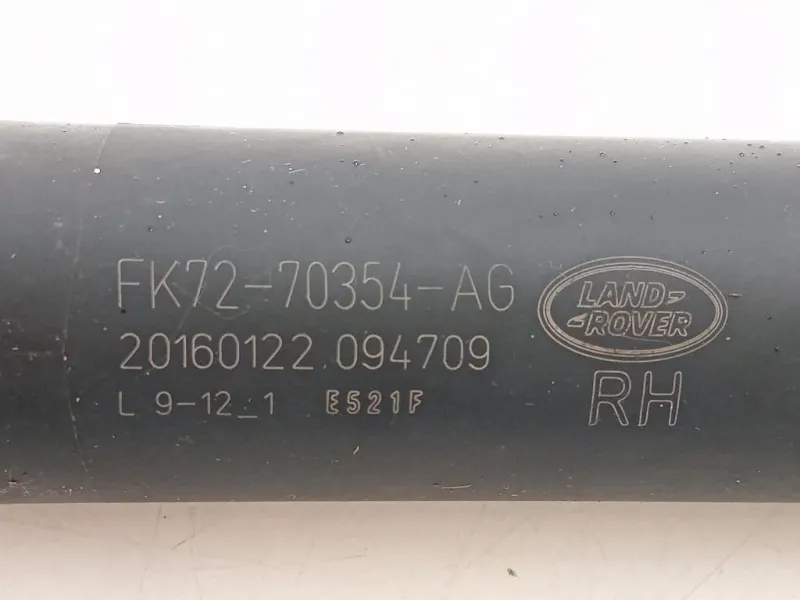 FK72-70354-AG
20160122 094709
L 9-12_1 E521F
LAND-
-ROVER
RH